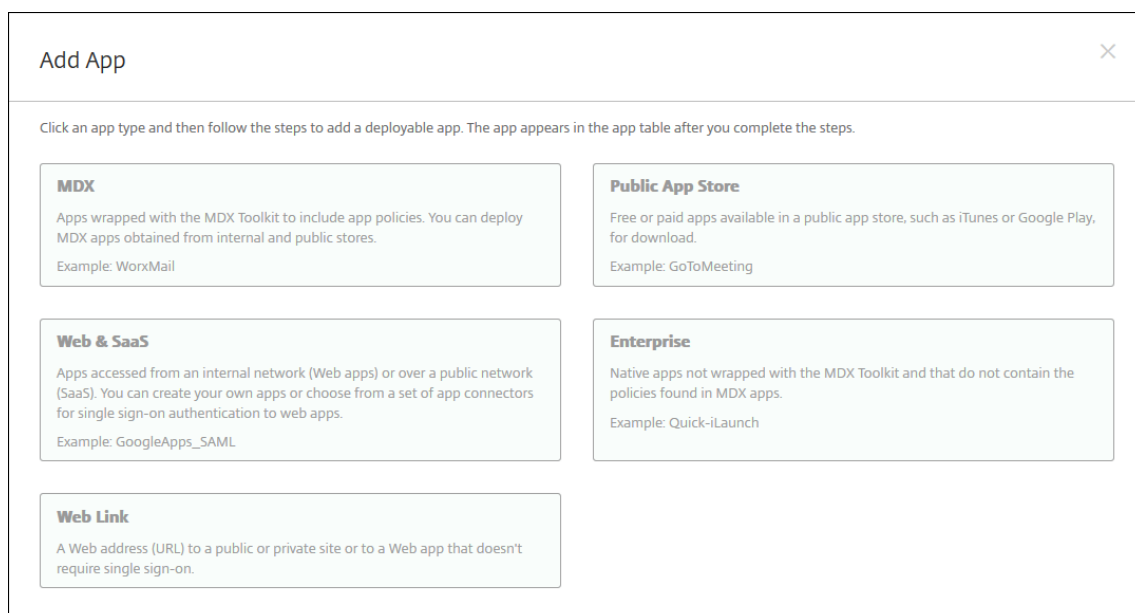 Add App
Click an app type and then follow the steps to add a deployable app. The app appears in the app table after you complete the steps.
MDX
Apps wrapped with the MDX Toolkit to include app policies. You can deploy
MDX apps obtained from internal and public stores.
Example: WorxMail
Public App Store
Free or paid apps available in a public app store, such as iTunes or Google Play,
for download.
Example: GoToMeeting
Web & SaaS
Apps accessed from an internal network (Web apps) or over a public network
(SaaS). You can create your own apps or choose from a set of app connectors
for single sign-on authentication to web apps.
Example: GoogleApps_SAML
Enterprise
Native apps not wrapped with the MDX Toolkit and that do not contain the
policies found in MDX apps.
Example: Quick-iLaunch
Web Link
A Web address (URL) to a public or private site or to a Web app that doesn't
require single sign-on.